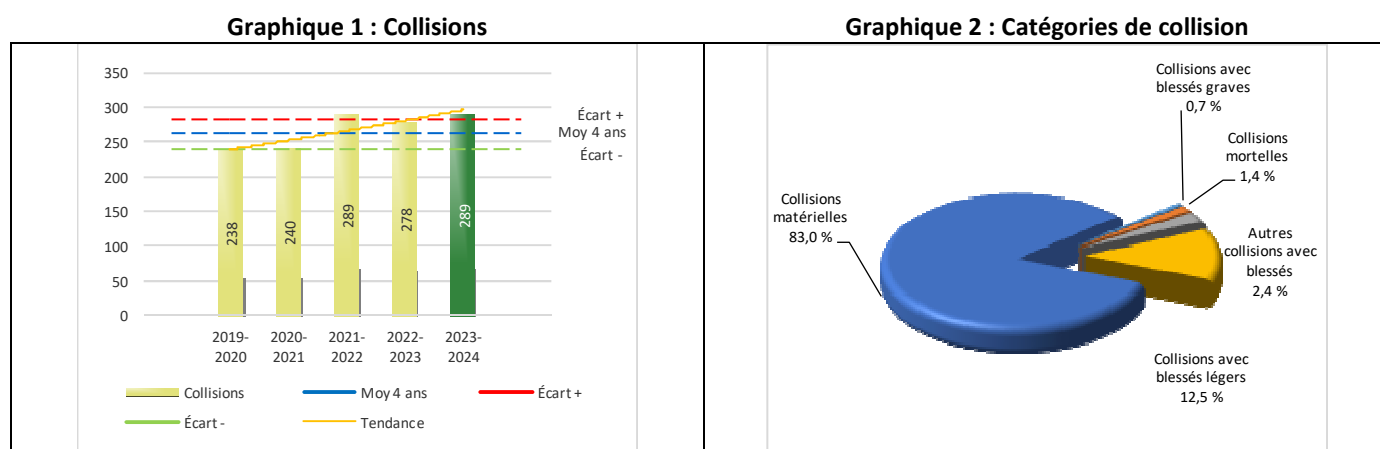 Graphique 1 : Collisions
350
300
250
200
150
100
50
0
Écart +
Moy 4 ans
Écart -
238
240
289
278
289
2019-
2020
2020-
2021
2021-
2022
2022-
2023
2023-
2024
Collisions
Moy 4 ans
Écart +
Écart -
Tendance
Graphique 2 : Catégories de collision
Collisions avec
blessés graves
0,7 %
Collisions
mortelles
1,4 %
Collisions
matérielles
83,0 %
Autres
collisions avec
blessés
2,4 %
Collisions avec
blessés légers
12,5 %